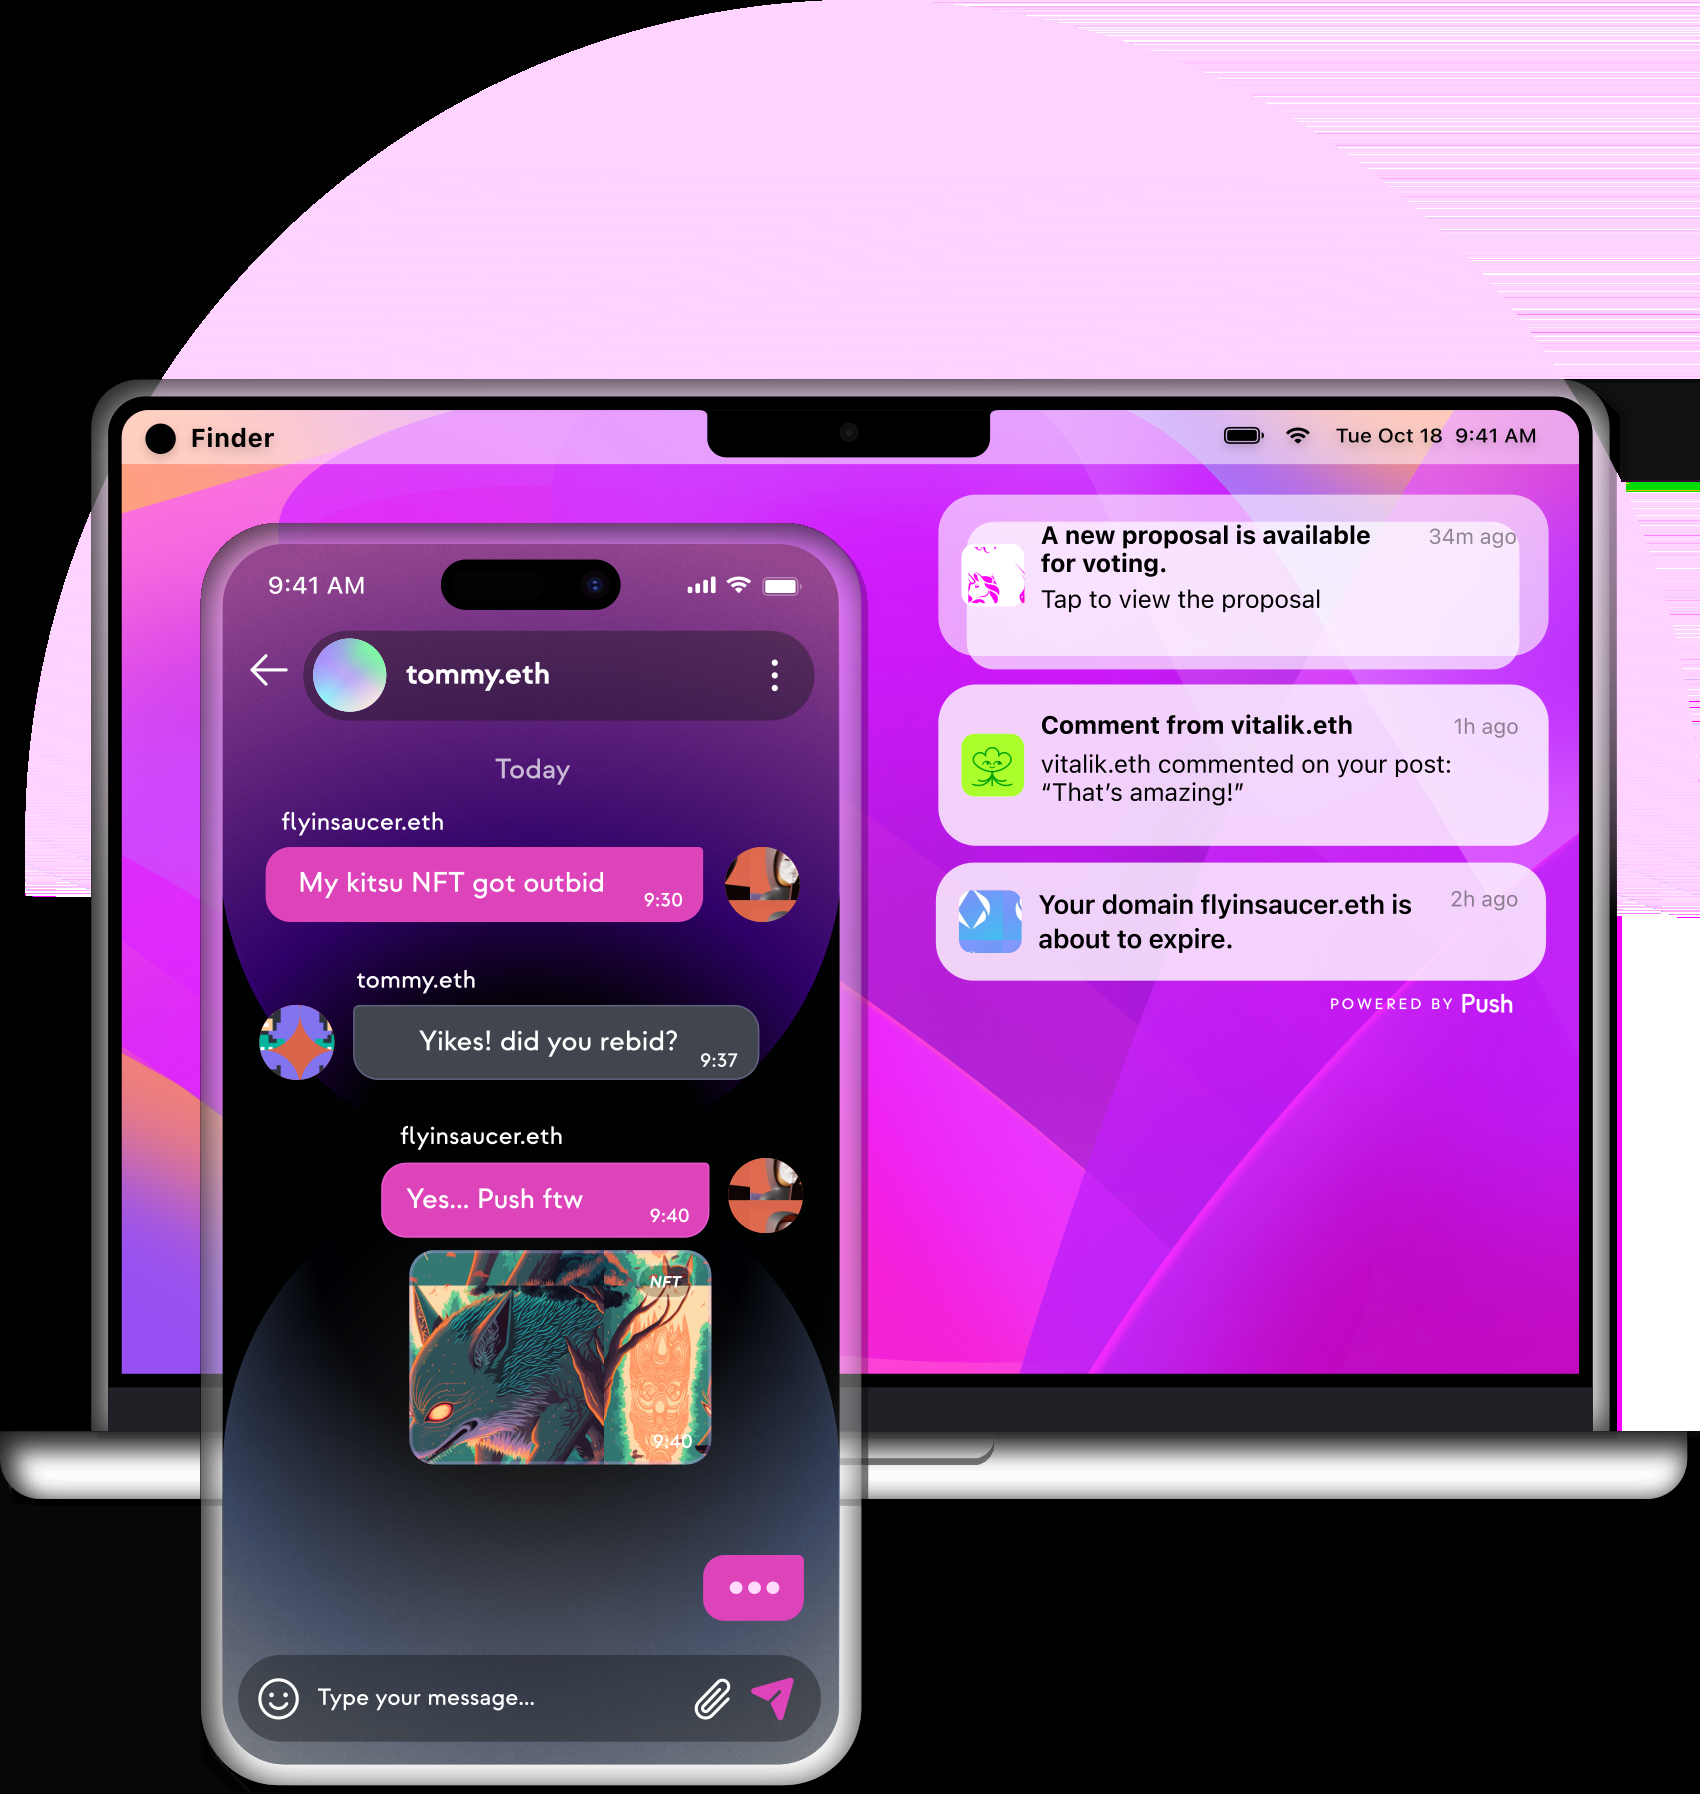 Finder
Tue Oct 18 9:41 AM
A new proposal is available
34m ago
for voting.
Tap to view the proposal
Comment from vitalik.eth
1h ago
vitalik.eth commented on your post:
“That’s amazing!”
Your domain flyinsaucer.eth is
2h ago
about to expire.
POWERED BY Push
9:41 AM
tommy.eth
Today
flyinsaucer.eth
My kitsu NFT got outbid
9:30
tommy.eth
Yikes! did you rebid?
9:37
flyinsaucer.eth
Yes... Push ftw
9:40
NFT
9:40
Type your message...